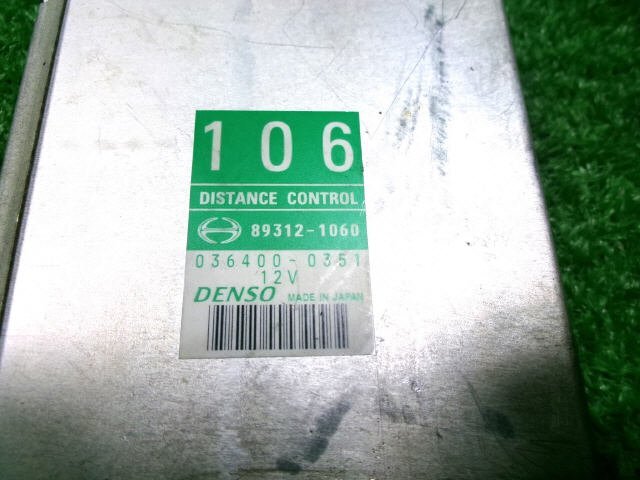 106
DISTANCE CONTROL
89312-1060
036400-0351
12V
DENSO MADE IN JAPAN